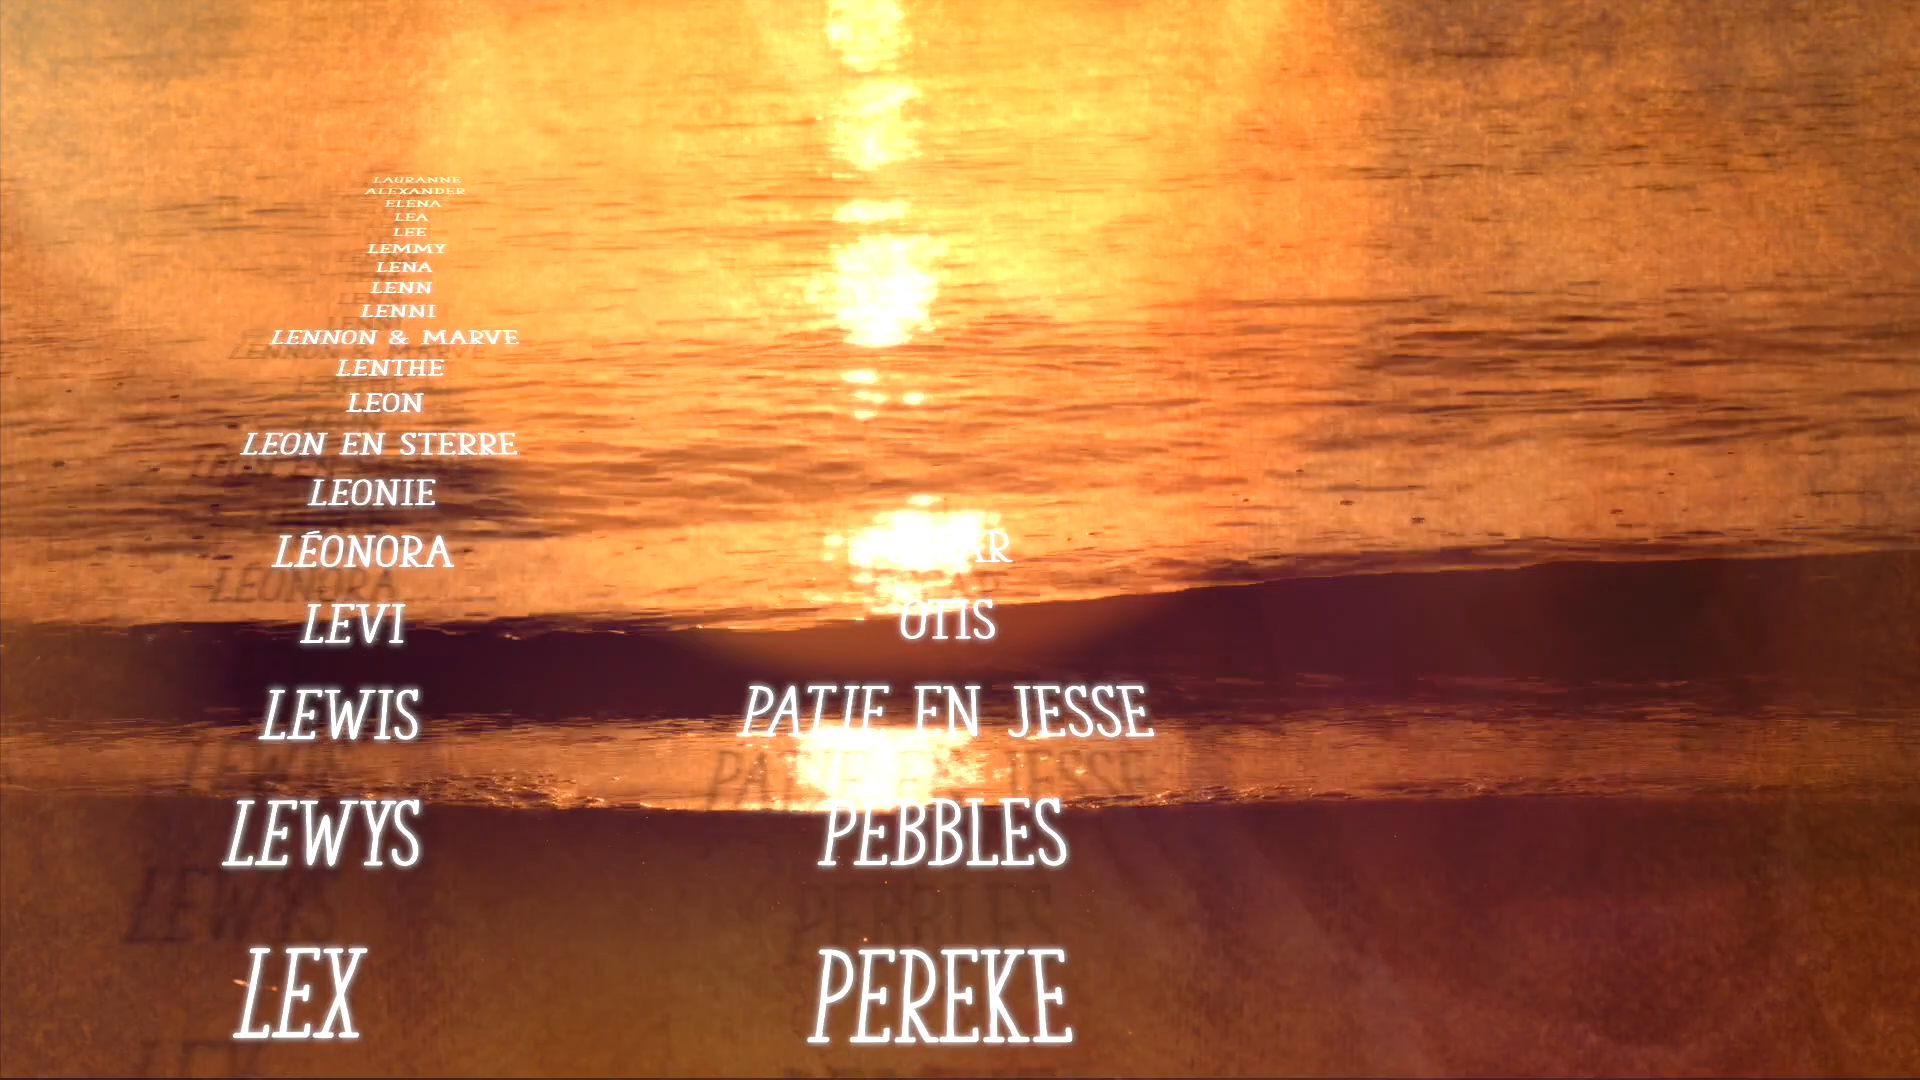 LAURANNE
ALEXANDER
ELENA
LEA
LEE
LEMMY
LENA
LENN
LENNI
LENNON & MARVE
LENTHE
LEON
LEON EN STERRE
LEONIE
LÉONORA
LEVI
LEWIS
LEWYS
LEX
OTIS
PATJE EN JESSE
PEBBLES
PEREKE